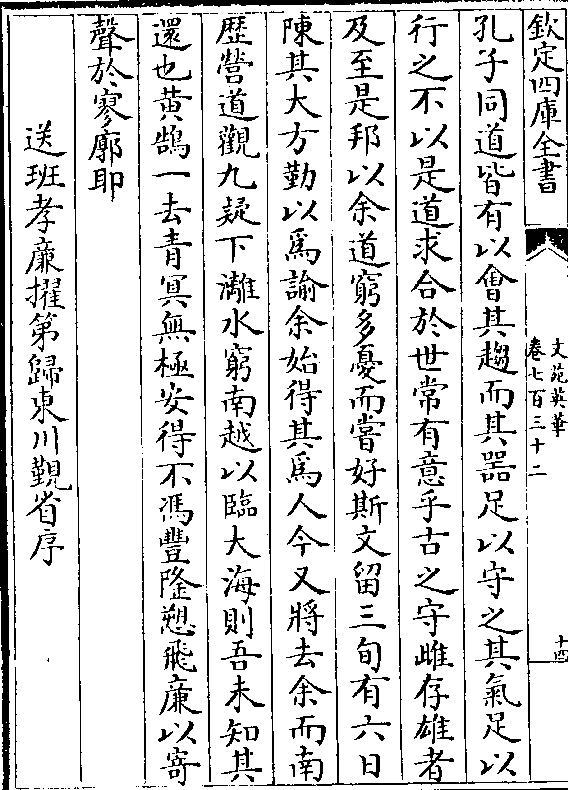 欽定四庫全書
文苑英華
卷七百三十二
十四
孔子同道皆有以㑹其趨而其器足以守之其氣足以
行之不以是道求合於世常有意乎古之守雌存雄者
及至是邦以余道窮多憂而嘗好斯文留三旬有六日
陳其大方勤以為諭余始得其為人今又將去余而南
歴營道觀九疑下灕水窮南越以臨大海則吾未知其
還也黄鵠一去青冥無極安得不馮豐隆愬飛廉以寄
聲於寥廓耶
送班孝廉擢第歸東川覲省序